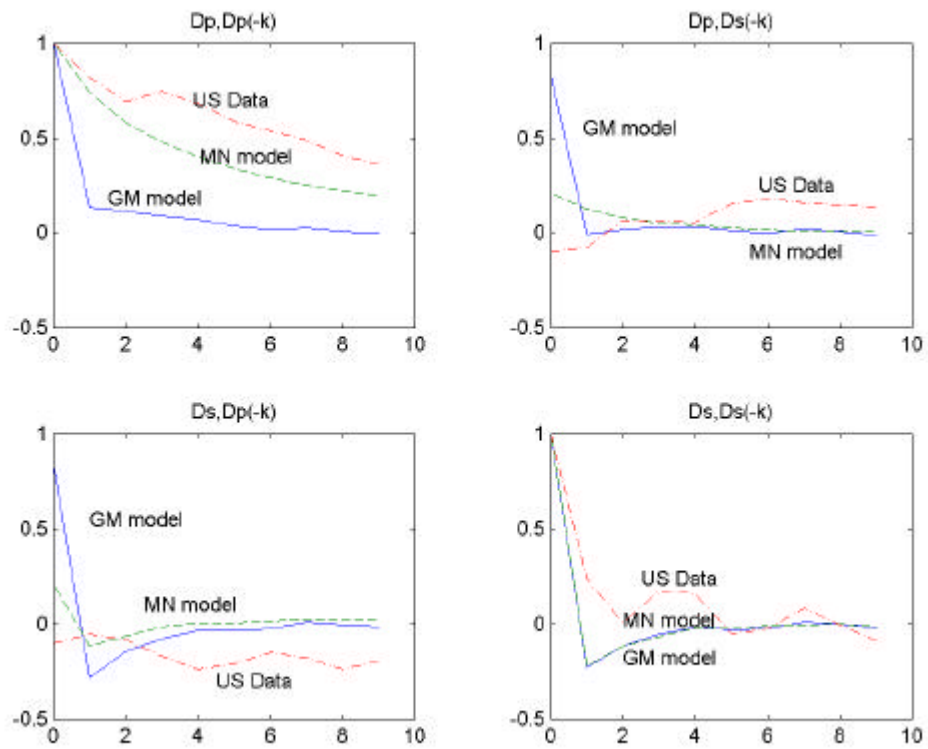 Dp,Dp(-k)
1
0.5
0
-0.5
0 2 4 6 8 10
US Data
MN model
GM model
Dp,Ds(-k)
1
0.5
0
-0.5
0 2 4 6 8 10
GM model
US Data
MN model
Ds,Dp(-k)
1
0.5
0
-0.5
0 2 4 6 8 10
GM model
MN model
US Data
Ds,Ds(-k)
1
0.5
0
-0.5
0 2 4 6 8 10
US Data
MN model
GM model